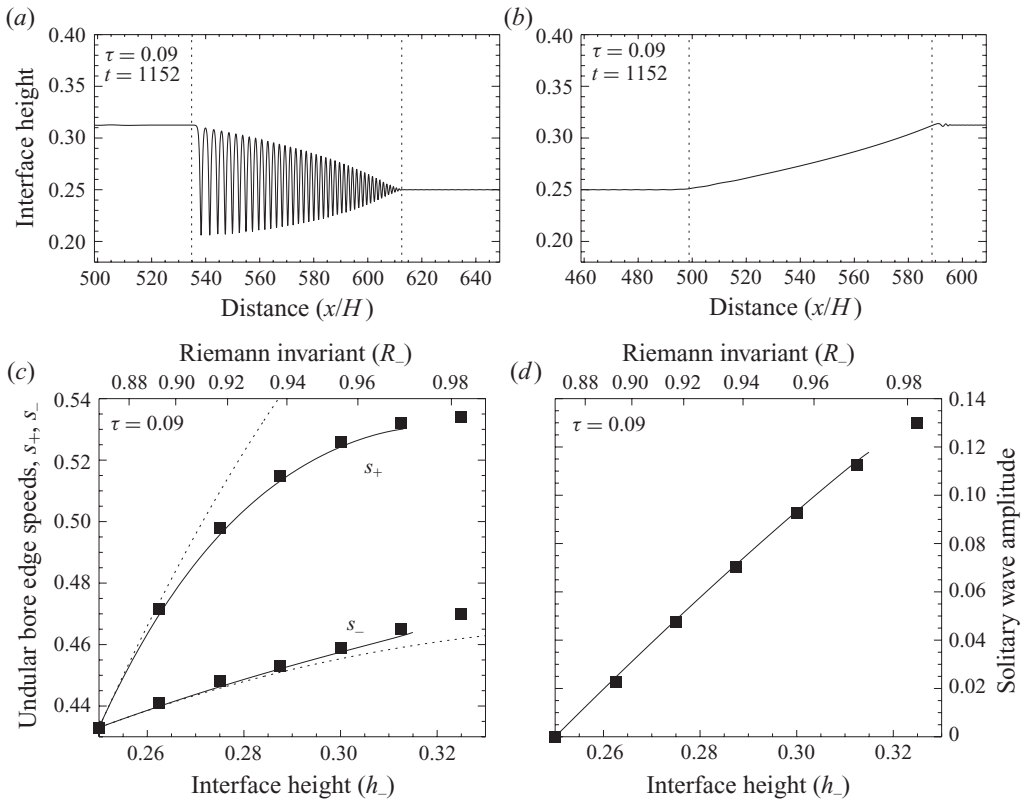 (a)
0.40
0.35
0.30
0.25
0.20
Interface height
τ = 0.09
t = 1152
500 520 540 560 580 600 620 640
Distance (x/H)
(b)
0.40
0.35
0.30
0.25
0.20
τ = 0.09
t = 1152
460 480 500 520 540 560 580 600
Distance (x/H)
(c)
Riemann invariant (R_)
0.88 0.90 0.92 0.94 0.96 0.98
0.54
0.52
0.50
0.48
0.46
0.44
Undular bore edge speeds, s+, s_
τ = 0.09
s+
s_
0.26 0.28 0.30 0.32
Interface height (h_)
(d)
Riemann invariant (R_)
0.88 0.90 0.92 0.94 0.96 0.98
τ = 0.09
0.14
0.12
0.10
0.08
0.06
0.04
0.02
0
Solitary wave amplitude
0.26 0.28 0.30 0.32
Interface height (h_)